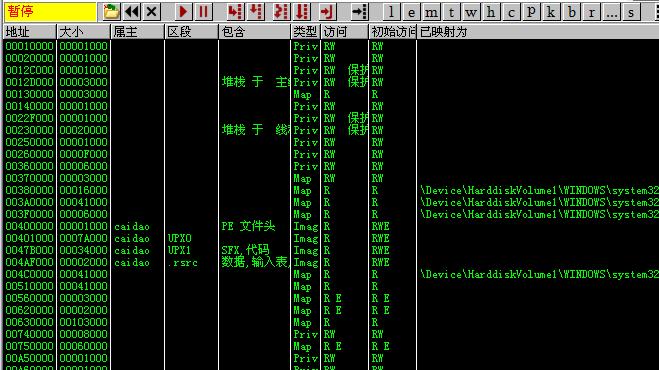 暂停 l e m t w h c p k b r ... s
地址 大小 属主 区段 包含 类型 访问 初始访问 已映射为
00010000 00001000 Priv RW RW
00020000 00001000 Priv RW RW
0012C000 00001000 Priv RW 保护 RW
0012D000 00003000 堆栈 于 主线 Priv RW 保护 RW
00130000 00003000 Map R R
00140000 00001000 Priv RW RW
0022F000 00001000 Priv RW 保护 RW
00230000 00020000 堆栈 于 线程 Priv RW 保护 RW
00250000 00001000 Priv RW RW
00260000 0000F000 Priv RW RW
00360000 00006000 Priv RW RW
00370000 00003000 Map RW RW
00380000 00016000 Map R R \Device\HarddiskVolume1\WINDOWS\system32
003A0000 00041000 Map R R \Device\HarddiskVolume1\WINDOWS\system32
003F0000 00006000 Map R R \Device\HarddiskVolume1\WINDOWS\system32
00400000 00001000 caidao PE 文件头 Imag R RWE
00401000 0007A000 caidao UPX0 Imag R RWE
0047B000 00034000 caidao UPX1 SFX,代码 Imag R RWE
004AF000 00002000 caidao .rsrc 数据,输入表, Imag R RWE
004C0000 00041000 Map R R \Device\HarddiskVolume1\WINDOWS\system32
00510000 00041000 Map R R
00560000 00003000 Map R E R E
00620000 00002000 Map R E R E
00630000 00103000 Map R R
00740000 00008000 Priv RW RW
00750000 00060000 Map R E R E
00A50000 00001000 Priv RW RW
00A60000 00001000 Priv RW RW